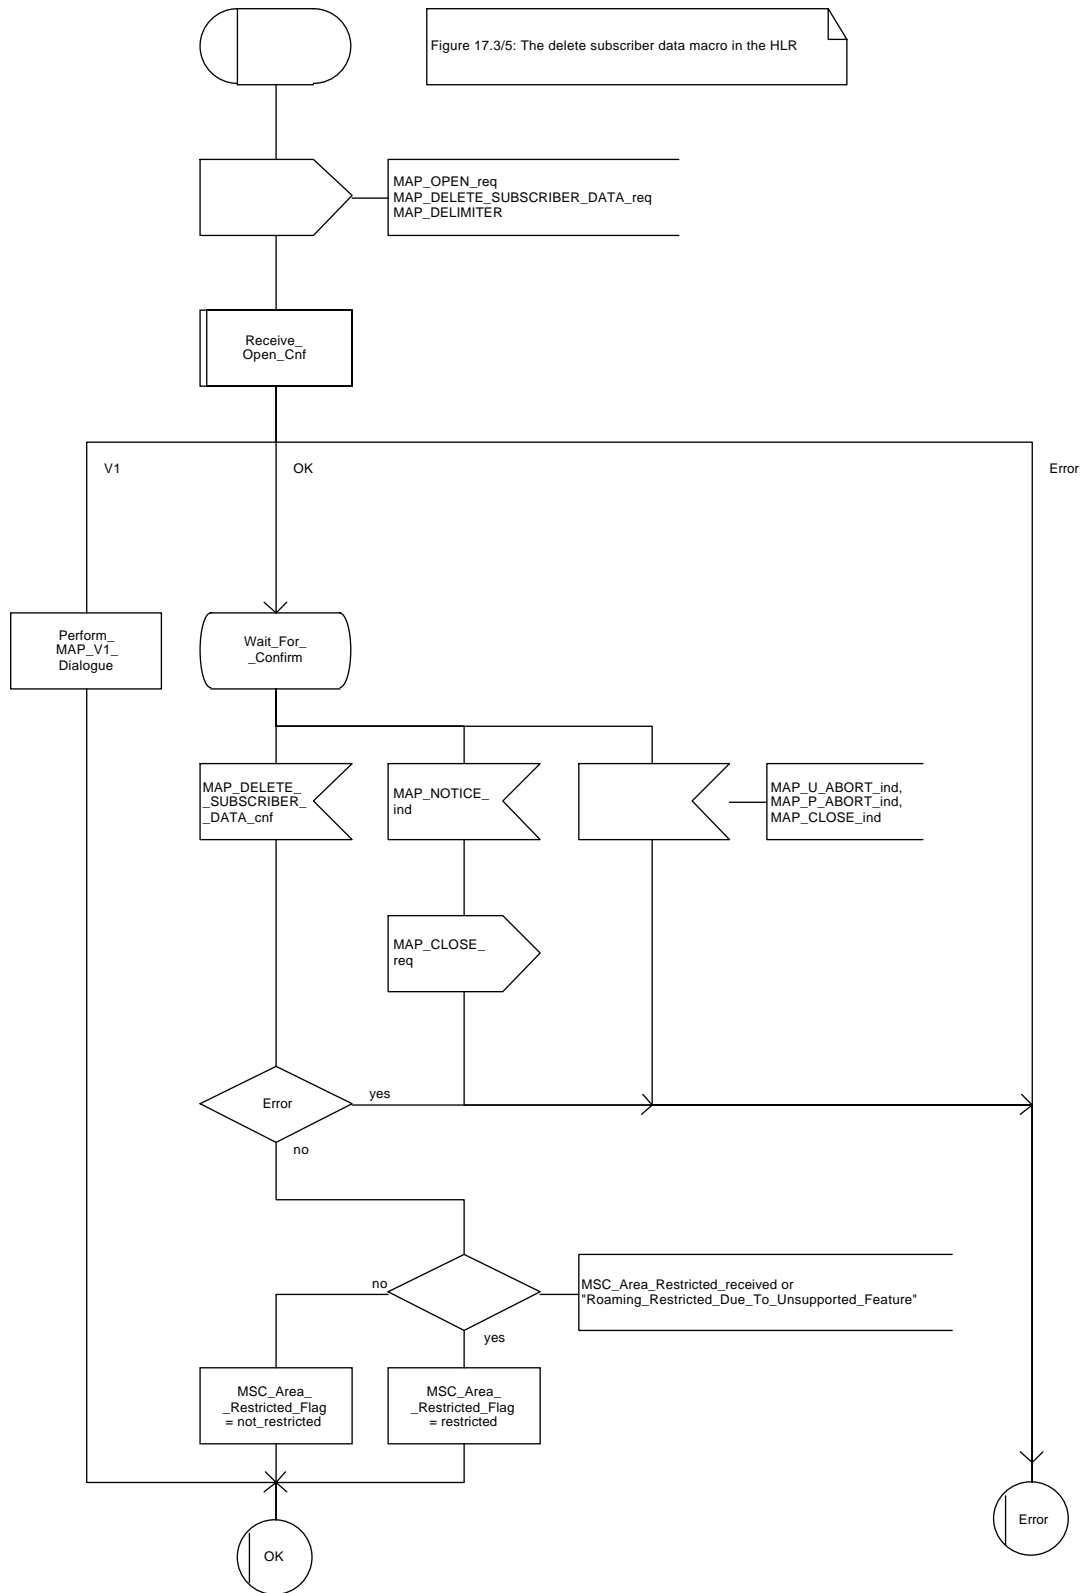 Figure 17.3/5: The delete subscriber data macro in the HLR
MAP_OPEN_req
MAP_DELETE_SUBSCRIBER_DATA_req
MAP_DELIMITER
Receive_
Open_Cnf
V1
OK
Error
Perform_
MAP_V1_
Dialogue
Wait_For_
_Confirm
MAP_DELETE_
_SUBSCRIBER_
_DATA_cnf
MAP_NOTICE_
ind
MAP_U_ABORT_ind,
MAP_P_ABORT_ind,
MAP_CLOSE_ind
MAP_CLOSE_
req
Error
yes
no
no
yes
MSC_Area_Restricted_received or
"Roaming_Restricted_Due_To_Unsupported_Feature"
MSC_Area_
_Restricted_Flag
= not_restricted
MSC_Area_
_Restricted_Flag
= restricted
OK
Error